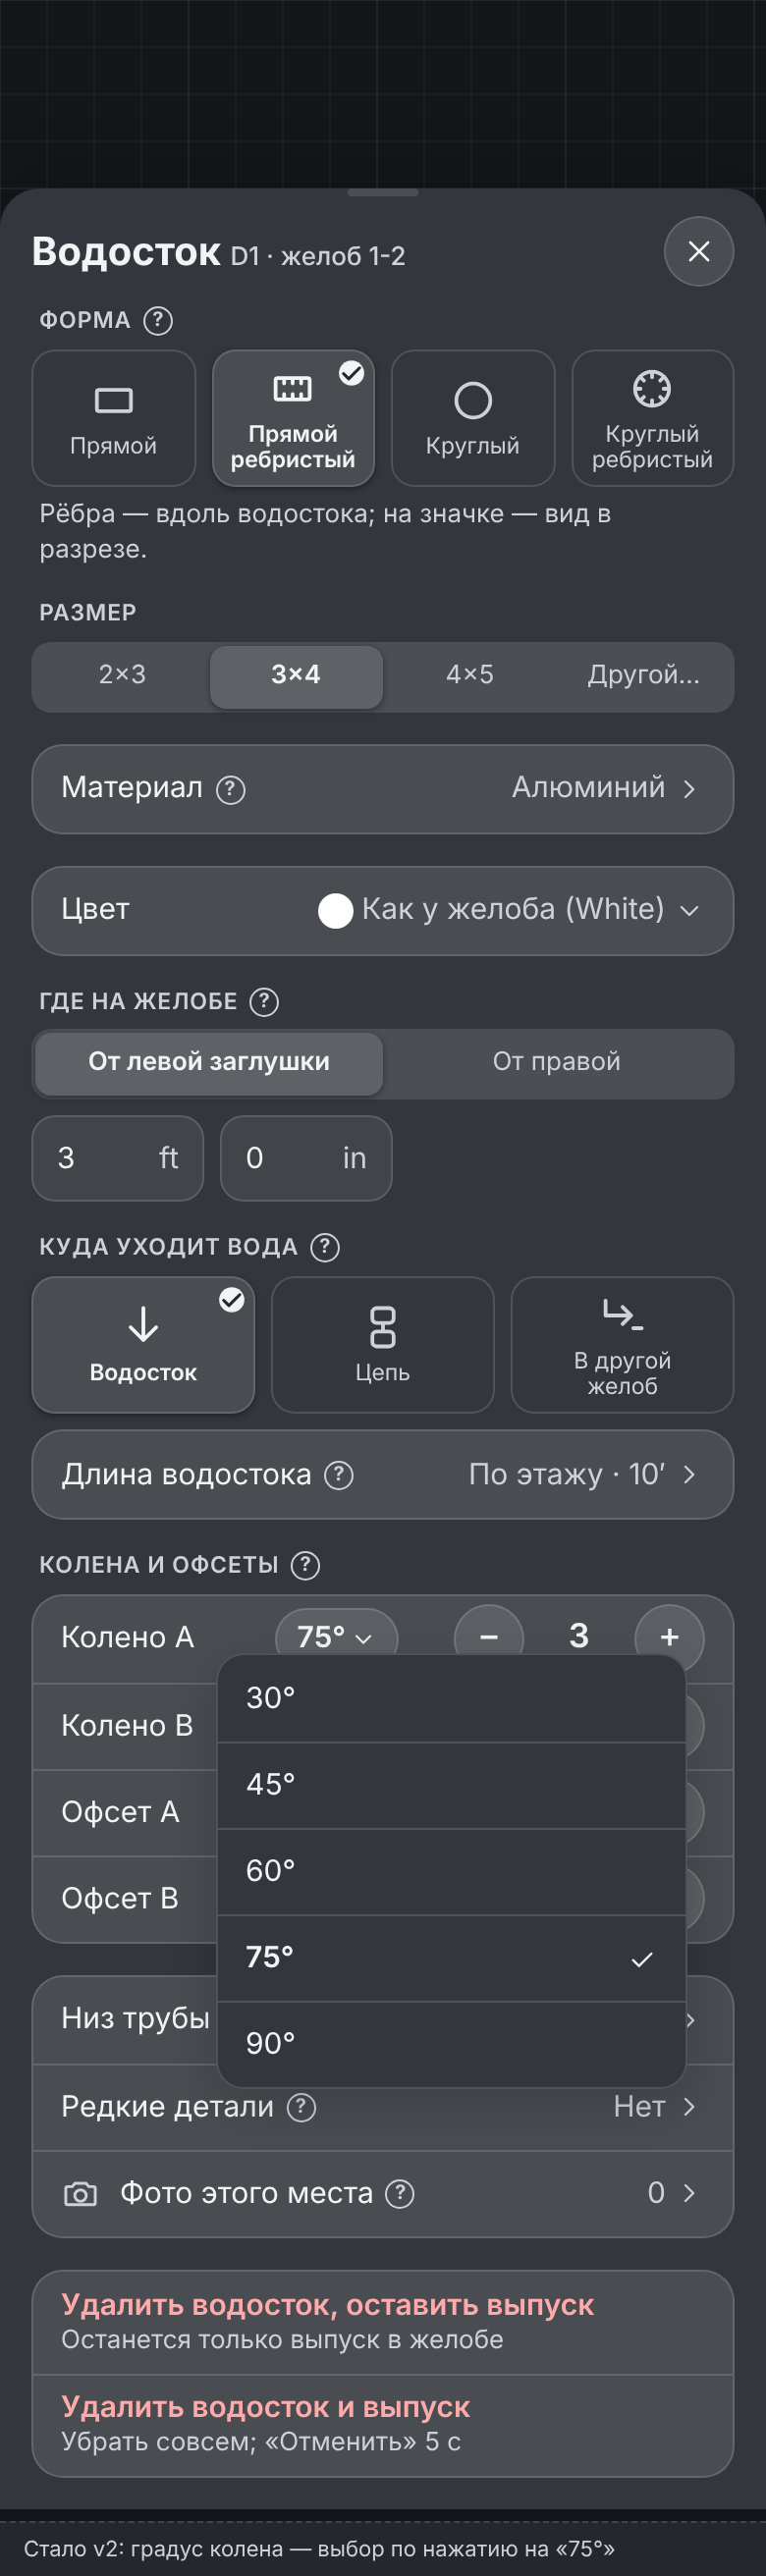 Водосток D1 · желоб 1-2
ФОРМА ?
Прямой
Прямой
ребристый
Круглый
Круглый
ребристый
Рёбра — вдоль водостока; на значке — вид в
разрезе.
РАЗМЕР
2×3 3×4 4×5 Другой...
Материал ? Алюминий
Цвет Как у желоба (White)
ГДЕ НА ЖЕЛОБЕ ?
От левой заглушки От правой
3 ft 0 in
КУДА УХОДИТ ВОДА ?
Водосток
Цепь
В другой
желоб
Длина водостока ? По этажу · 10′
КОЛЕНА И ОФСЕТЫ ?
Колено A 75° − 3 +
30°
Колено B
45°
Офсет A
60°
Офсет B
75°
Низ трубы
90°
Редкие детали ? Нет
Фото этого места ? 0
Удалить водосток, оставить выпуск
Останется только выпуск в желобе
Удалить водосток и выпуск
Убрать совсем; «Отменить» 5 с
Стало v2: градус колена — выбор по нажатию на «75°»